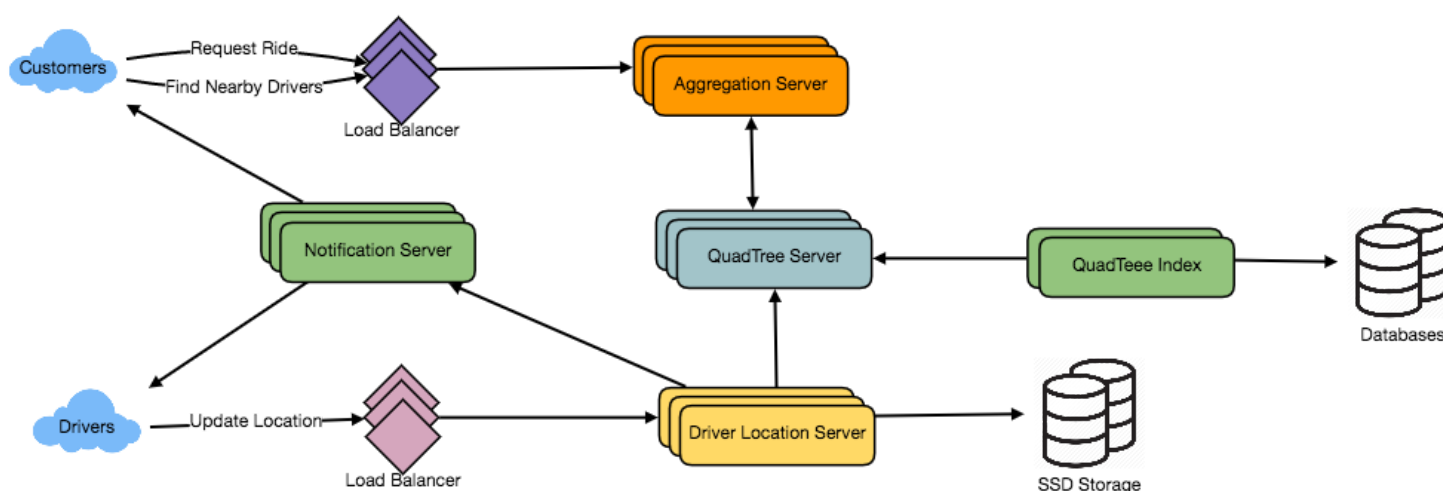 Customers
Request Ride
Find Nearby Drivers
Load Balancer
Aggregation Server
Notification Server
QuadTree Server
QuadTeee Index
Databases
Drivers
Update Location
Load Balancer
Driver Location Server
SSD Storage